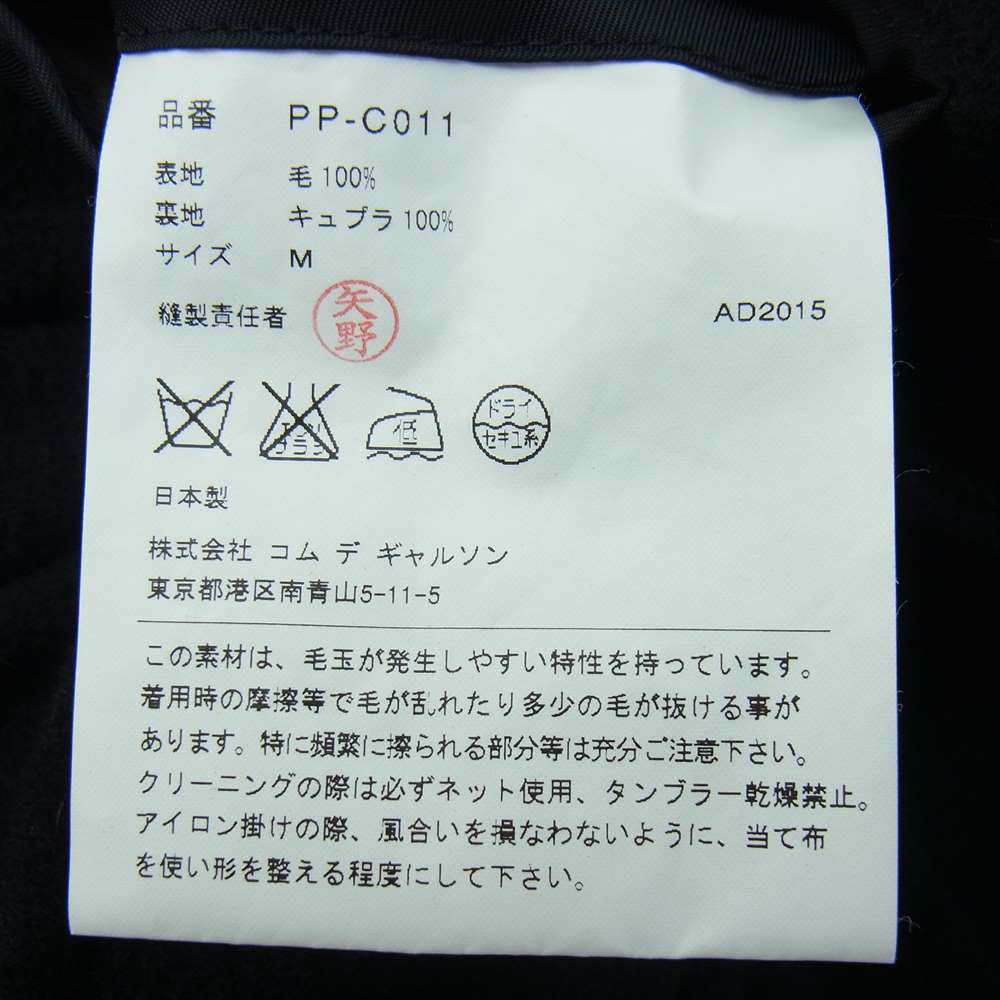 品番 PP-C011
表地 毛 100%
裏地 キュプラ 100%
サイズ M
縫製責任者 矢野 AD2015
エンソ サラシ 低 ドライ セキユ系
日本製
株式会社 コム デ ギャルソン
東京都港区南青山5-11-5
この素材は、毛玉が発生しやすい特性を持っています。
着用時の摩擦等で毛が乱れたり多少の毛が抜ける事が
あります。特に頻繁に擦られる部分等は充分ご注意下さい。
クリーニングの際は必ずネット使用、タンブラー乾燥禁止。
アイロン掛けの際、風合いを損なわないように、当て布
を使い形を整える程度にして下さい。